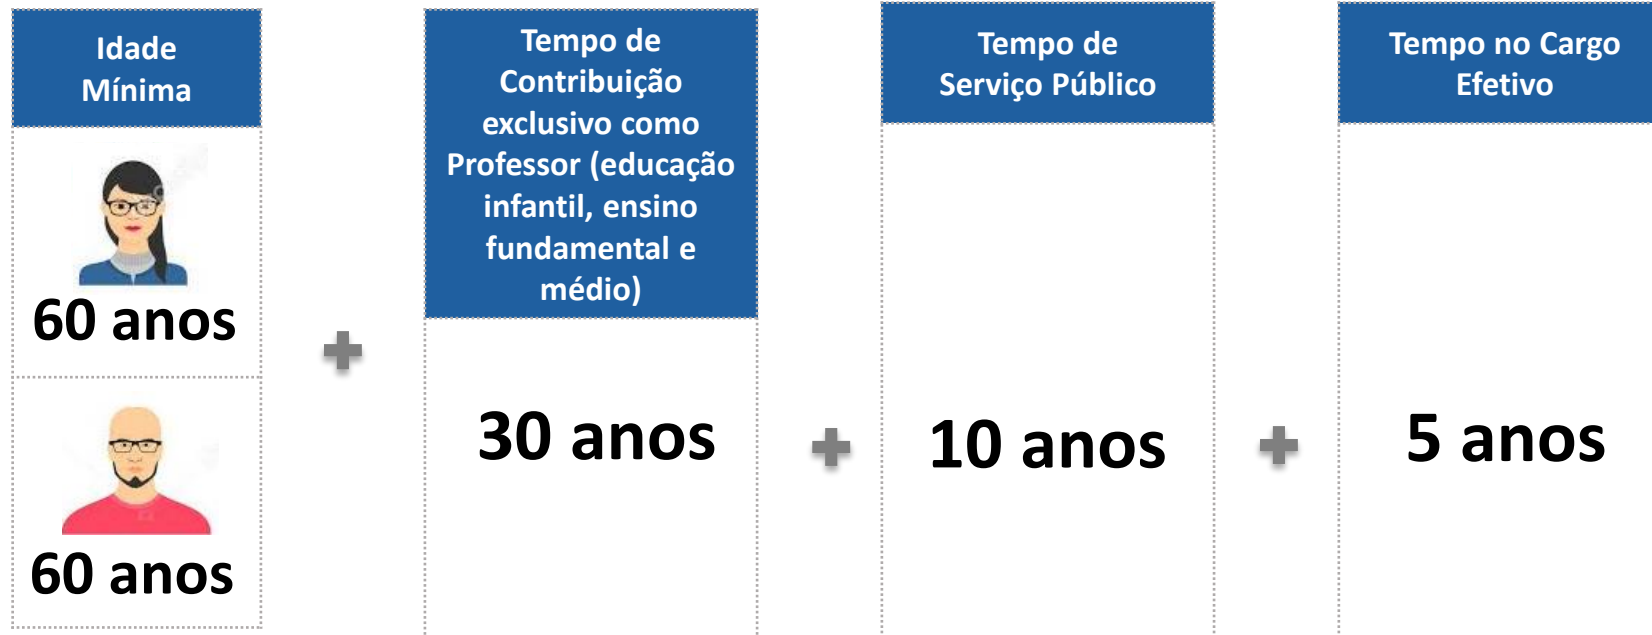 Idade
Mínima
60 anos
60 anos
Tempo de
Contribuição
exclusivo como
Professor (educação
infantil, ensino
fundamental e
médio)
30 anos
Tempo de
Serviço Público
10 anos
Tempo no Cargo
Efetivo
5 anos